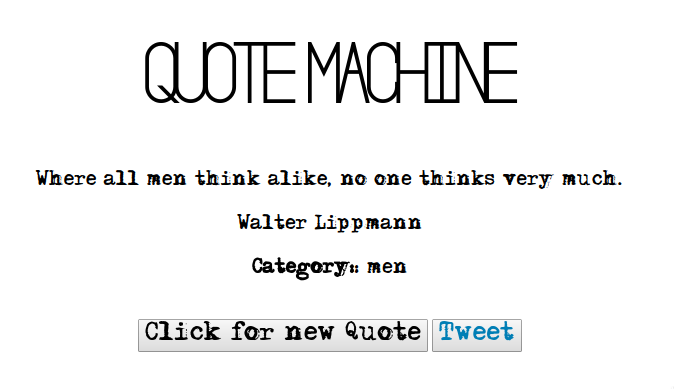 QUOTE MACHINE
Where all men think alike, no one thinks very much.
Walter Lippmann
Category:: men
Click for new Quote Tweet